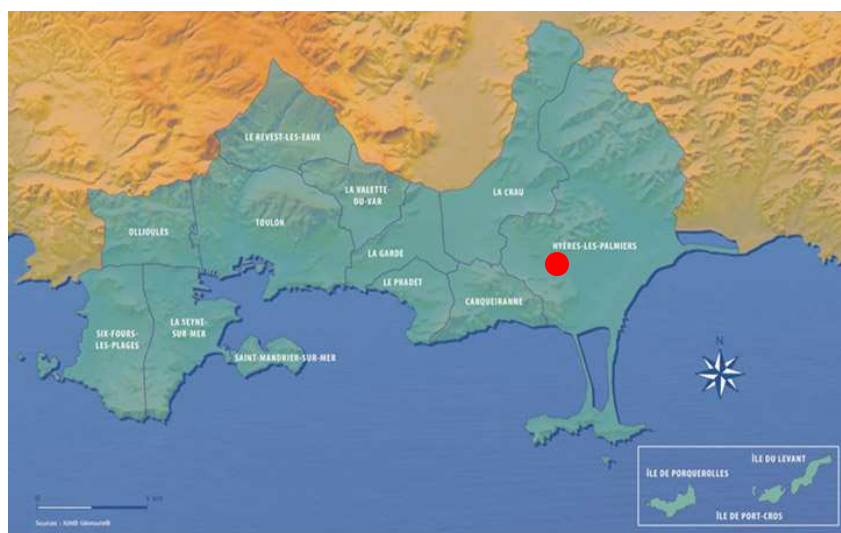 LE REVEST-LES-EAUX
LA VALETTE-
DU-VAR
LA CRAU
OLLIOULES
TOULON
HYÈRES-LES-PALMIERS
LA GARDE
LE PRADET
CARQUEIRANNE
LA SEYNE-
SUR-MER
SIX-FOURS-
LES-PLAGES
SAINT-MANDRIER-SUR-MER
N
ÎLE DU LEVANT
ÎLE DE PORQUEROLLES
ÎLE DE PORT-CROS
0
Sources : IGN®